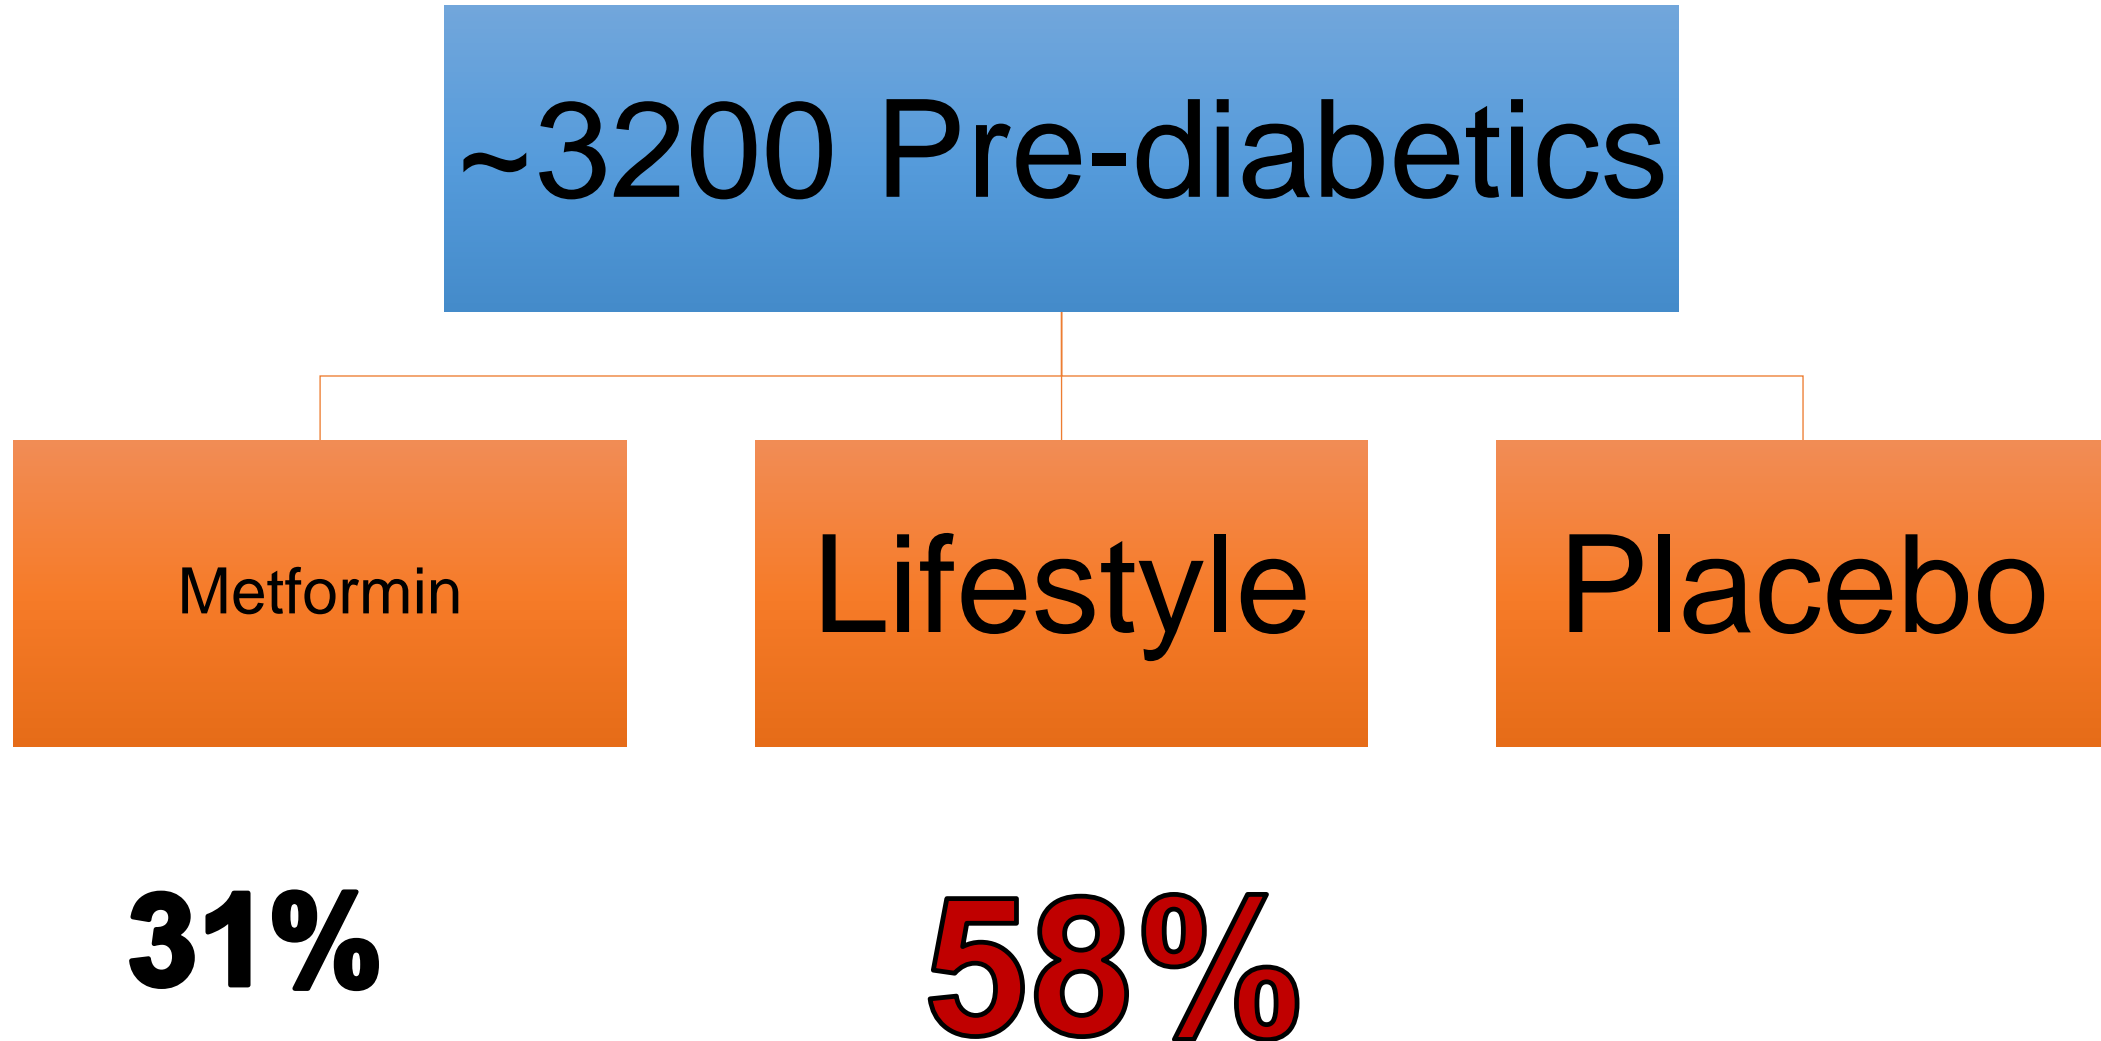 ~3200 Pre-diabetics
Metformin
Lifestyle
Placebo
31%
58%